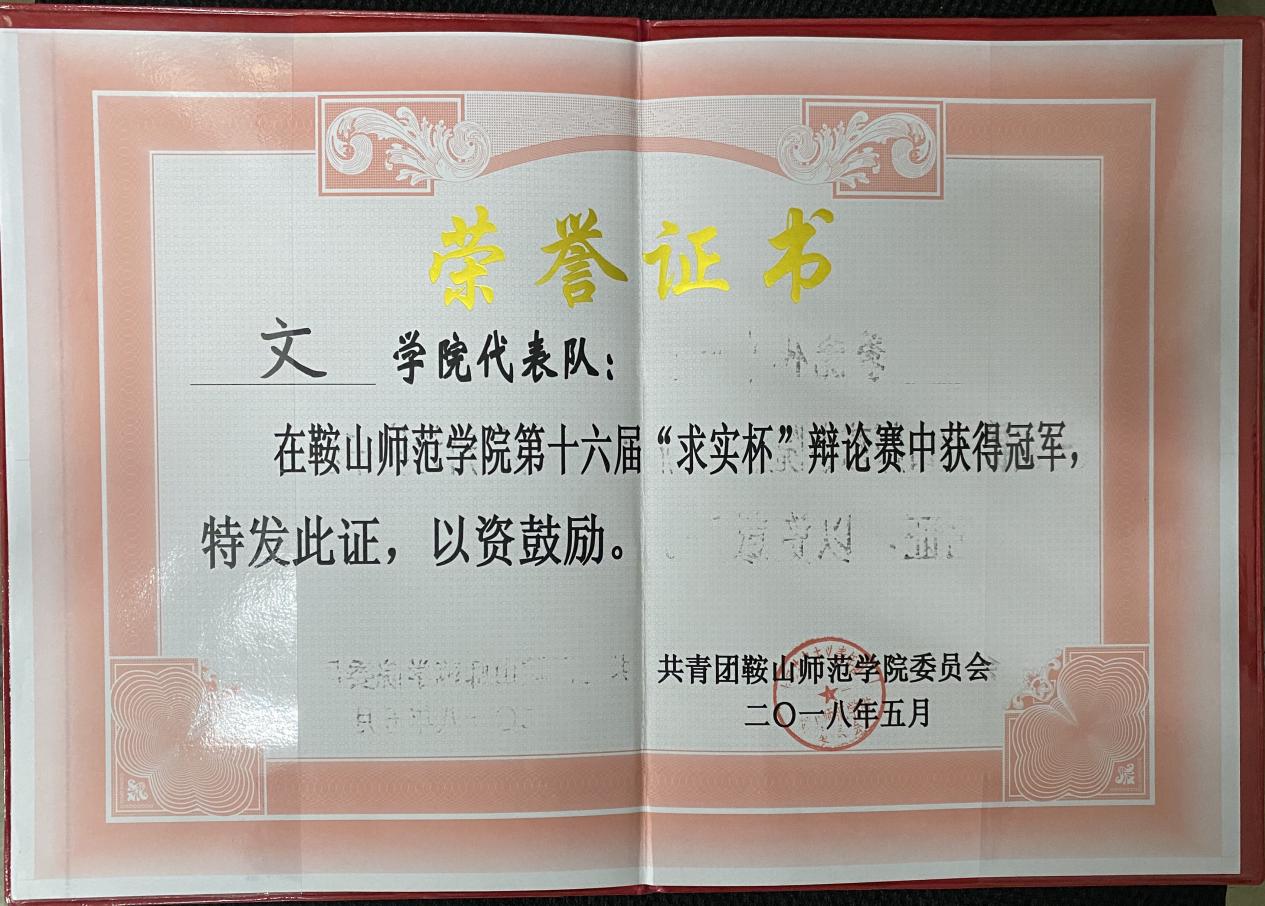 荣誉证书
文 学院代表队：
在鞍山师范学院第十六届“求实杯”辩论赛中获得冠军，
特发此证，以资鼓励。
共青团鞍山师范学院委员会
二〇一八年五月